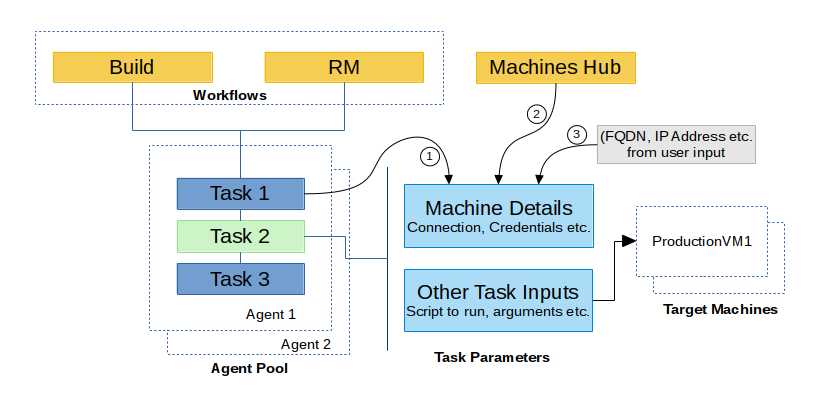 Build
RM
Workflows
Machines Hub
2
3
(FQDN, IP Address etc.
from user input
1
Task 1
Task 2
Task 3
Agent 1
Agent 2
Agent Pool
Machine Details
Connection, Credentials etc.
Other Task Inputs
Script to run, arguments etc.
Task Parameters
ProductionVM1
Target Machines